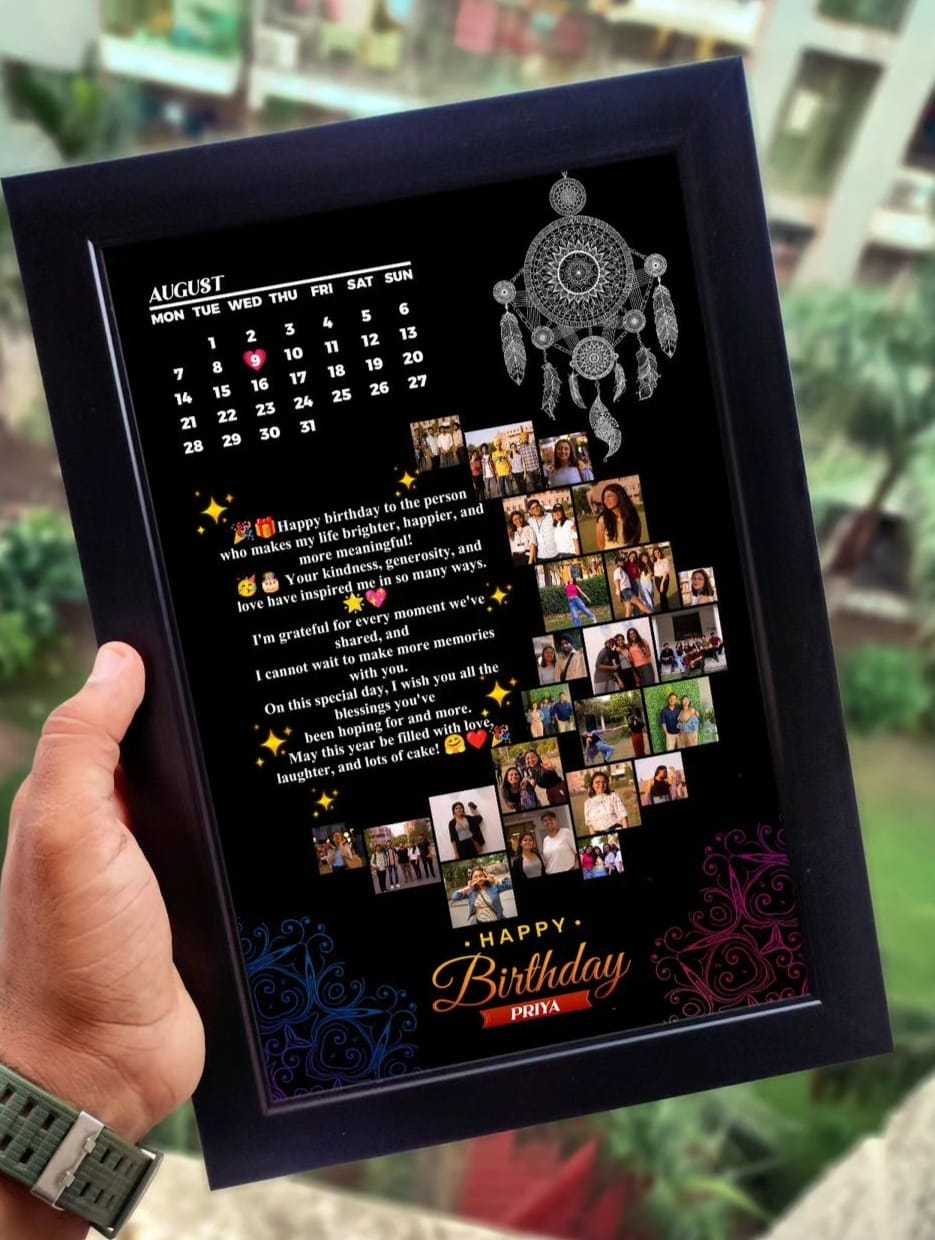 AUGUST
MON TUE WED THU FRI SAT SUN
1 2 3 4 5 6
7 8 9 10 11 12 13
14 15 16 17 18 19 20
21 22 23 24 25 26 27
28 29 30 31
🎉🎁Happy birthday to the person
who makes my life brighter, happier, and
more meaningful!
🥳🎂 Your kindness, generosity, and
love have inspired me in so many ways.
🌟💖
I'm grateful for every moment we've
shared, and
I cannot wait to make more memories
with you.
On this special day, I wish you all the
blessings you've
been hoping for and more.
May this year be filled with love,
laughter, and lots of cake! 🤗❤️🎉
· HAPPY ·
Birthday
PRIYA